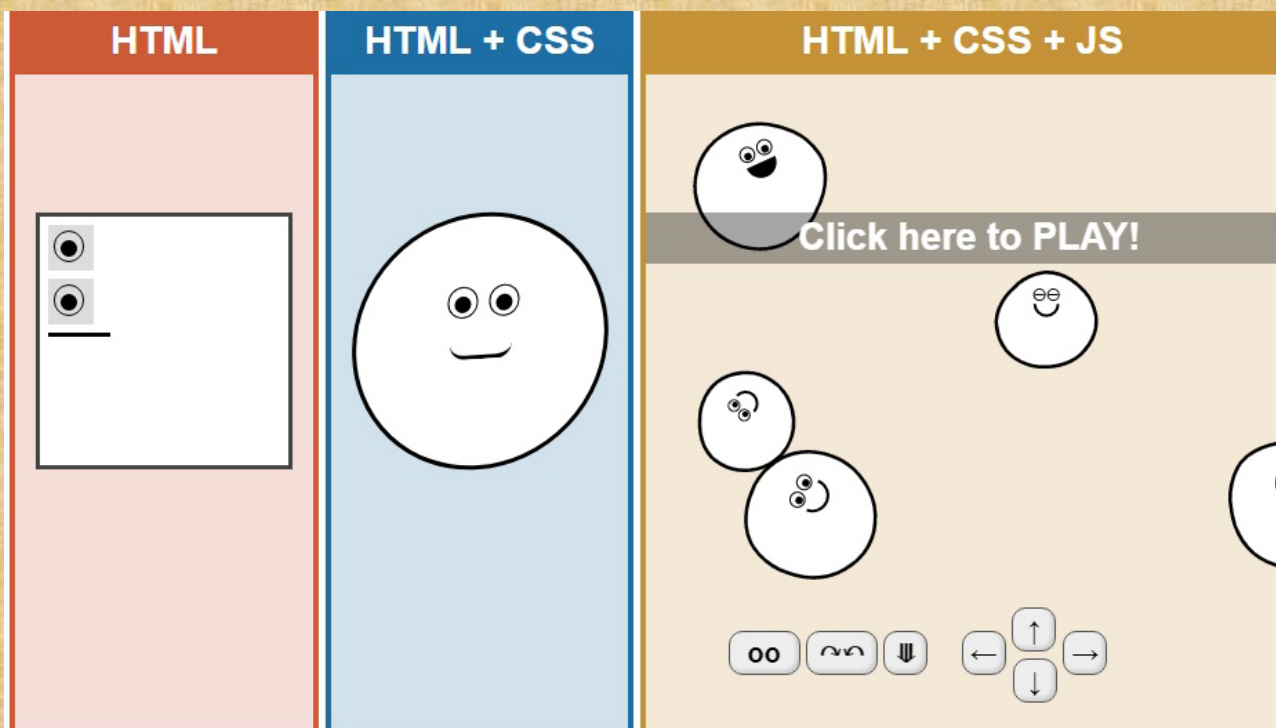 HTML
HTML + CSS
HTML + CSS + JS
Click here to PLAY!
oo
↑
←
→
↓